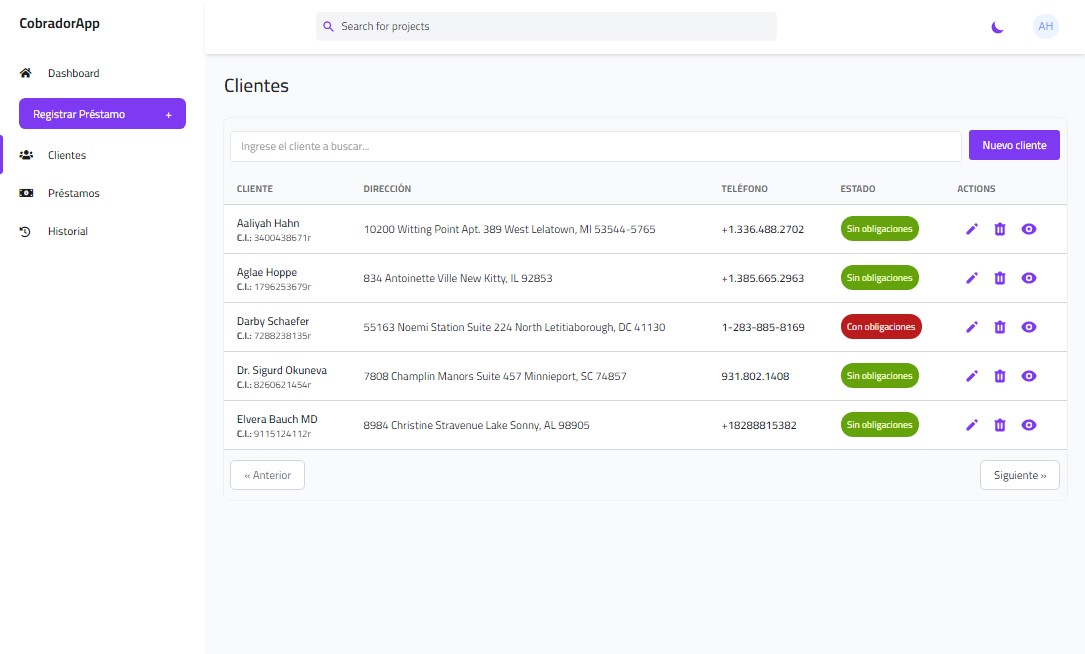 CobradorApp
Search for projects
AH
Dashboard
Registrar Préstamo +
Clientes
Préstamos
Historial
Clientes
Ingrese el cliente a buscar...
Nuevo cliente
CLIENTE DIRECCIÓN TELÉFONO ESTADO ACTIONS
Aaliyah Hahn
C.I.: 3400438671r
10200 Witting Point Apt. 389 West Lelatown, MI 53544-5765
+1.336.488.2702
Sin obligaciones
Aglae Hoppe
C.I.: 1796253679r
834 Antoinette Ville New Kitty, IL 92853
+1.385.665.2963
Sin obligaciones
Darby Schaefer
C.I.: 7288238135r
55163 Noemi Station Suite 224 North Letitiaborough, DC 41130
1-283-885-8169
Con obligaciones
Dr. Sigurd Okuneva
C.I.: 8260621454r
7808 Champlin Manors Suite 457 Minnieport, SC 74857
931.802.1408
Sin obligaciones
Elvera Bauch MD
C.I.: 9115124112r
8984 Christine Stravenue Lake Sonny, AL 98905
+18288815382
Sin obligaciones
« Anterior
Siguiente »